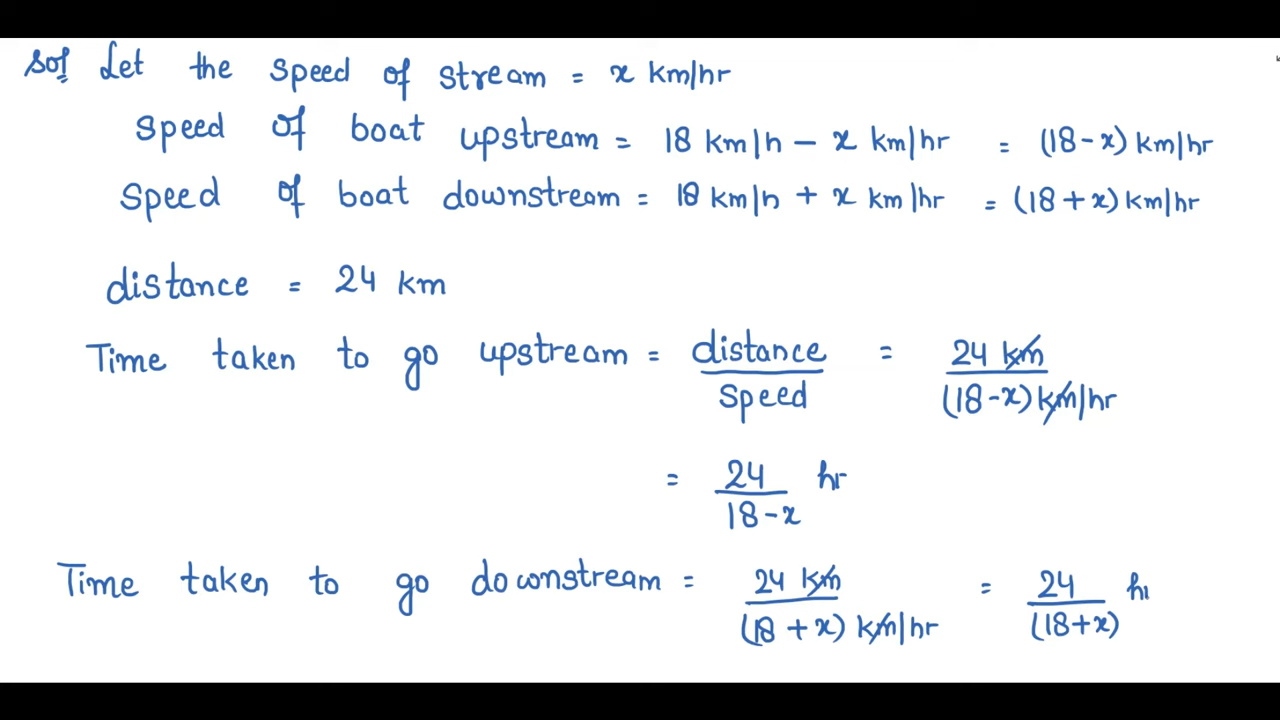 Sol Let the speed of stream = x km/hr
speed of boat upstream = 18 km/h - x km/hr = (18-x) km/hr
Speed of boat downstream = 18 km/h + x km/hr = (18+x) km/hr
distance = 24 km
Time taken to go upstream = distance/Speed = 24 km/(18-x) km/hr
= 24/18-x hr
Time taken to go downstream = 24 km/(18+x) km/hr = 24/(18+x) hr